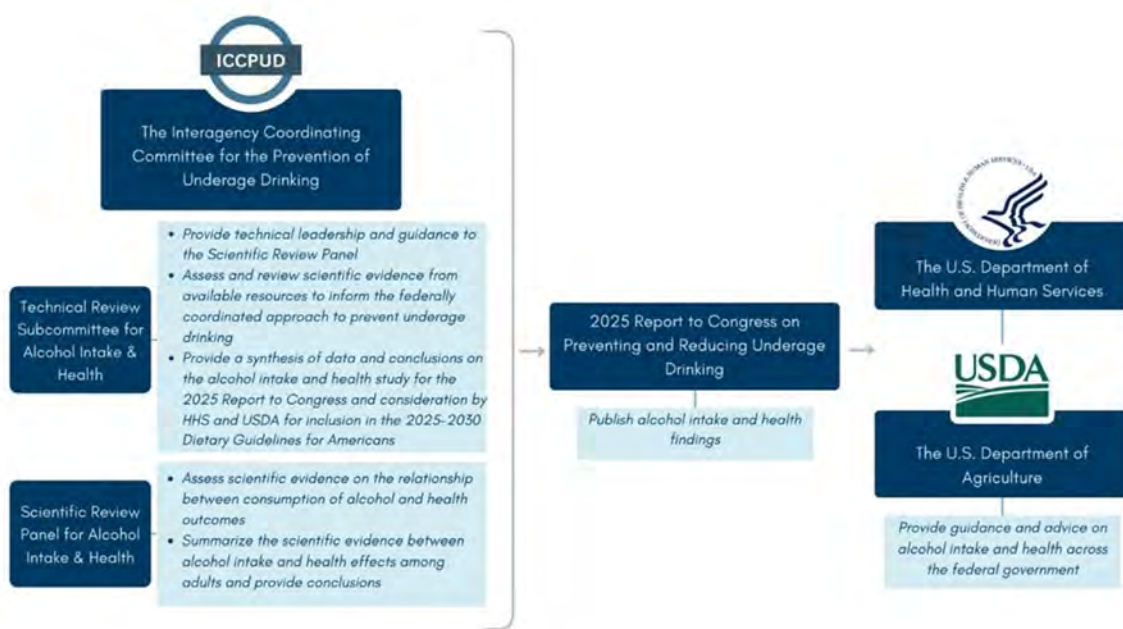 ICCPUD
The Interagency Coordinating
Committee for the Prevention of
Underage Drinking
Technical Review
Subcommittee for
Alcohol Intake &
Health
• Provide technical leadership and guidance to
the Scientific Review Panel
• Assess and review scientific evidence from
available resources to inform the federally
coordinated approach to prevent underage
drinking
• Provide a synthesis of data and conclusions on
the alcohol intake and health study for the
2025 Report to Congress and consideration by
HHS and USDA for inclusion in the 2025-2030
Dietary Guidelines for Americans
Scientific Review
Panel for Alcohol
Intake & Health
• Assess scientific evidence on the relationship
between consumption of alcohol and health
outcomes
• Summarize the scientific evidence between
alcohol intake and health effects among
adults and provide conclusions
2025 Report to Congress on
Preventing and Reducing Underage
Drinking
Publish alcohol intake and health
findings
DEPARTMENT OF HEALTH & HUMAN SERVICES • USA
The U.S. Department of
Health and Human Services
USDA
The U.S. Department of
Agriculture
Provide guidance and advice on
alcohol intake and health across
the federal government